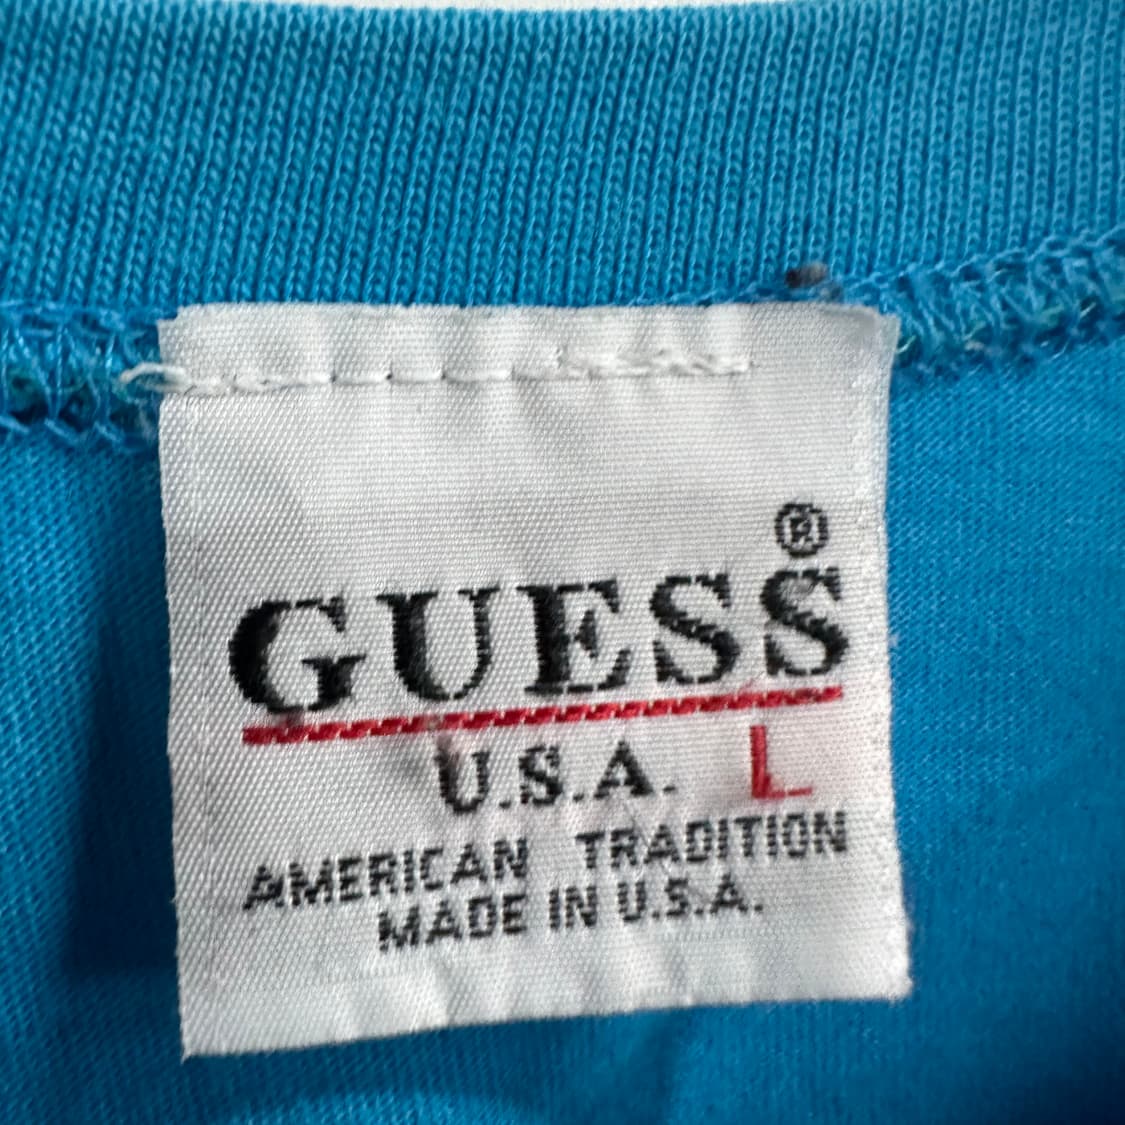 GUESS®
U.S.A. L
AMERICAN TRADITION
MADE IN U.S.A.